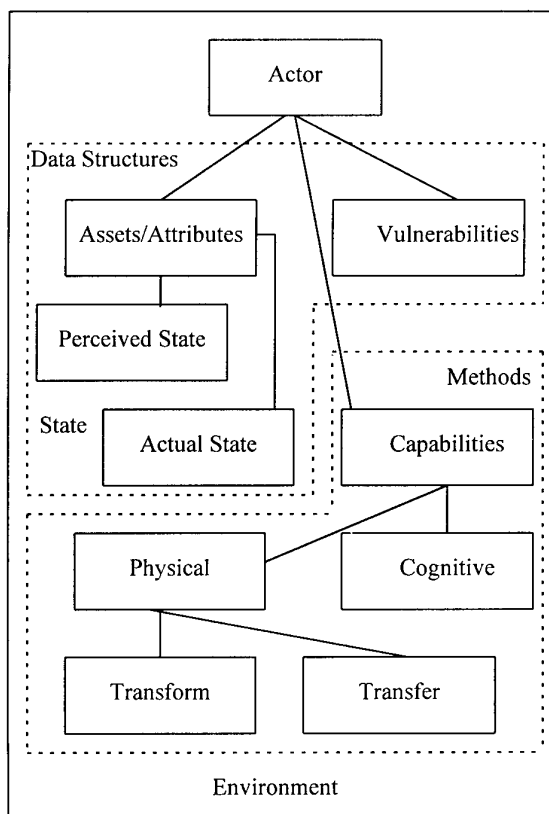 Actor
Data Structures
Assets/Attributes
Vulnerabilities
Perceived State
Methods
State
Actual State
Capabilities
Physical
Cognitive
Transform
Transfer
Environment